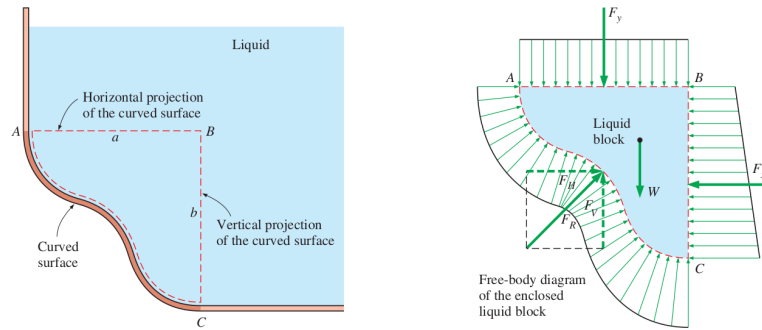 Liquid
Horizontal projection
of the curved surface
A
a
B
b
Vertical projection
of the curved surface
Curved
surface
C
F_y
A
B
Liquid
block
W
F_H
F_V
F_R
F
C
Free-body diagram
of the enclosed
liquid block